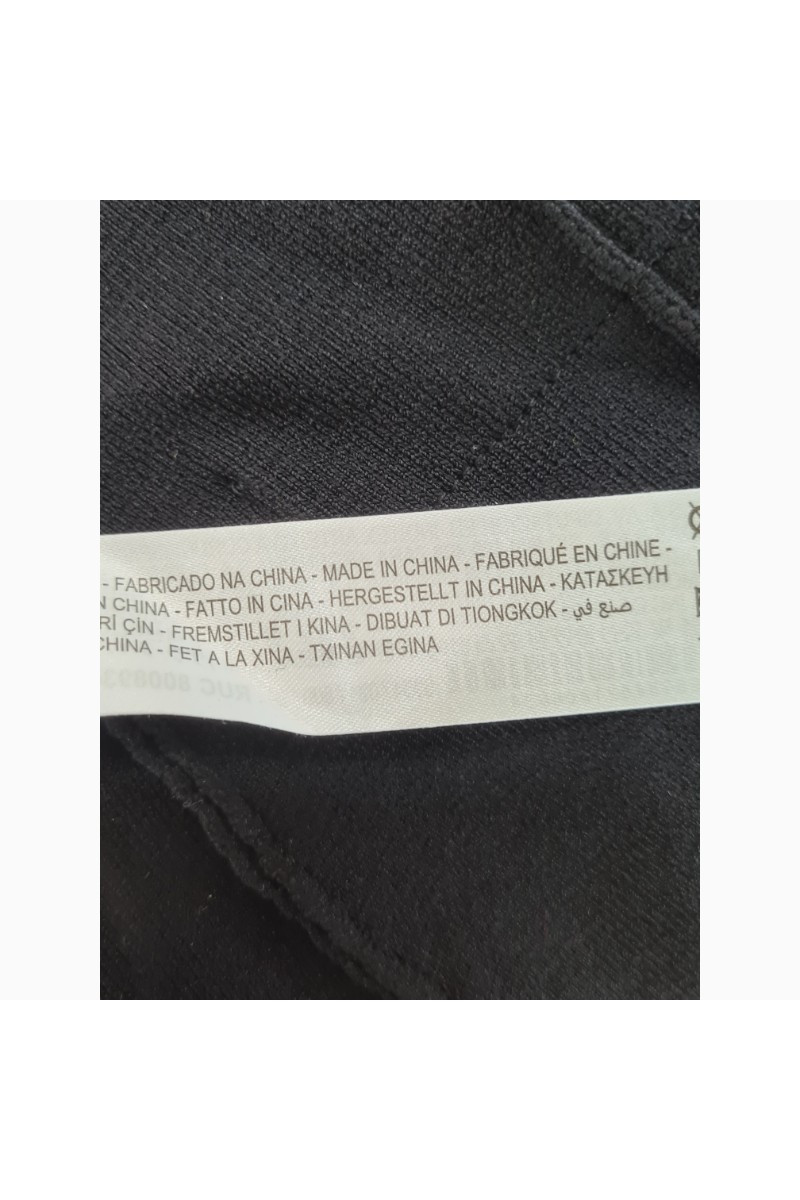 - FABRICADO NA CHINA - MADE IN CHINA - FABRIQUÉ EN CHINE -
N CHINA - FATTO IN CINA - HERGESTELLT IN CHINA - ΚΑΤΑΣΚΕΥΗ
RÍ ÇİN - FREMSTILLET I KINA - DIBUAT DI TIONGKOK - صنع في
CHINA - FET A LA XINA - TXINAN EGINA